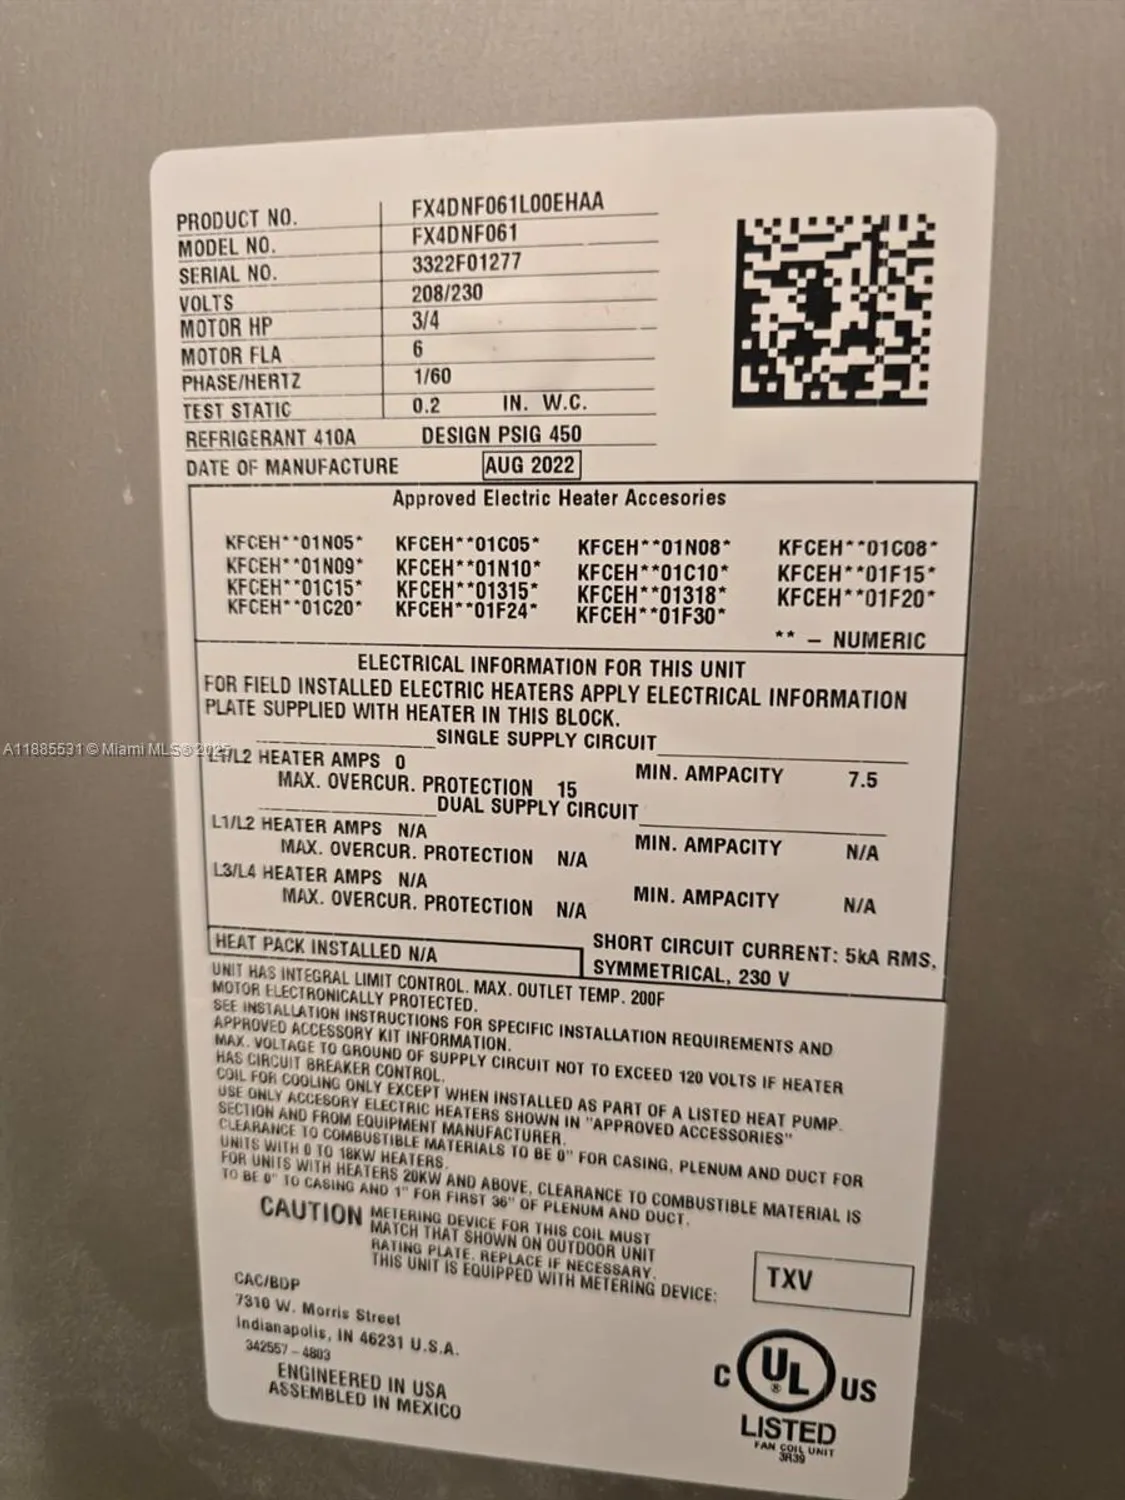 PRODUCT NO. FX4DNF061L00EHAA
MODEL NO. FX4DNF061
SERIAL NO. 3322F01277
VOLTS 208/230
MOTOR HP 3/4
MOTOR FLA 6
PHASE/HERTZ 1/60
TEST STATIC 0.2 IN. W.C.
REFRIGERANT 410A DESIGN PSIG 450
DATE OF MANUFACTURE AUG 2022
Approved Electric Heater Accesories
KFCEH**01N05* KFCEH**01C05* KFCEH**01N08* KFCEH**01C08*
KFCEH**01N09* KFCEH**01N10* KFCEH**01C10* KFCEH**01F15*
KFCEH**01C15* KFCEH**01315* KFCEH**01318* KFCEH**01F20*
KFCEH**01C20* KFCEH**01F24* KFCEH**01F30*
** – NUMERIC
ELECTRICAL INFORMATION FOR THIS UNIT
FOR FIELD INSTALLED ELECTRIC HEATERS APPLY ELECTRICAL INFORMATION
PLATE SUPPLIED WITH HEATER IN THIS BLOCK.
SINGLE SUPPLY CIRCUIT
A11885531 © Miami MLS® 2025
L1/L2 HEATER AMPS 0 MIN. AMPACITY 7.5
MAX. OVERCUR. PROTECTION 15
DUAL SUPPLY CIRCUIT
L1/L2 HEATER AMPS N/A MIN. AMPACITY N/A
MAX. OVERCUR. PROTECTION N/A
L3/L4 HEATER AMPS N/A MIN. AMPACITY N/A
MAX. OVERCUR. PROTECTION N/A
HEAT PACK INSTALLED N/A
SHORT CIRCUIT CURRENT: 5kA RMS,
SYMMETRICAL, 230 V
UNIT HAS INTEGRAL LIMIT CONTROL. MAX. OUTLET TEMP. 200F
MOTOR ELECTRONICALLY PROTECTED.
SEE INSTALLATION INSTRUCTIONS FOR SPECIFIC INSTALLATION REQUIREMENTS AND
APPROVED ACCESSORY KIT INFORMATION.
MAX. VOLTAGE TO GROUND OF SUPPLY CIRCUIT NOT TO EXCEED 120 VOLTS IF HEATER
HAS CIRCUIT BREAKER CONTROL.
COIL FOR COOLING ONLY EXCEPT WHEN INSTALLED AS PART OF A LISTED HEAT PUMP.
USE ONLY ACCESORY ELECTRIC HEATERS SHOWN IN "APPROVED ACCESSORIES"
SECTION AND FROM EQUIPMENT MANUFACTURER.
CLEARANCE TO COMBUSTIBLE MATERIALS TO BE 0" FOR CASING, PLENUM AND DUCT FOR
UNITS WITH 0 TO 18KW HEATERS.
FOR UNITS WITH HEATERS 20KW AND ABOVE, CLEARANCE TO COMBUSTIBLE MATERIAL IS
TO BE 0" TO CASING AND 1" FOR FIRST 36" OF PLENUM AND DUCT.
CAUTION METERING DEVICE FOR THIS COIL MUST
MATCH THAT SHOWN ON OUTDOOR UNIT
RATING PLATE. REPLACE IF NECESSARY.
THIS UNIT IS EQUIPPED WITH METERING DEVICE: TXV
CAC/BDP
7310 W. Morris Street
Indianapolis, IN 46231 U.S.A.
342557 – 4803
ENGINEERED IN USA
ASSEMBLED IN MEXICO
C UL ® US
LISTED
FAN COIL UNIT
3R39